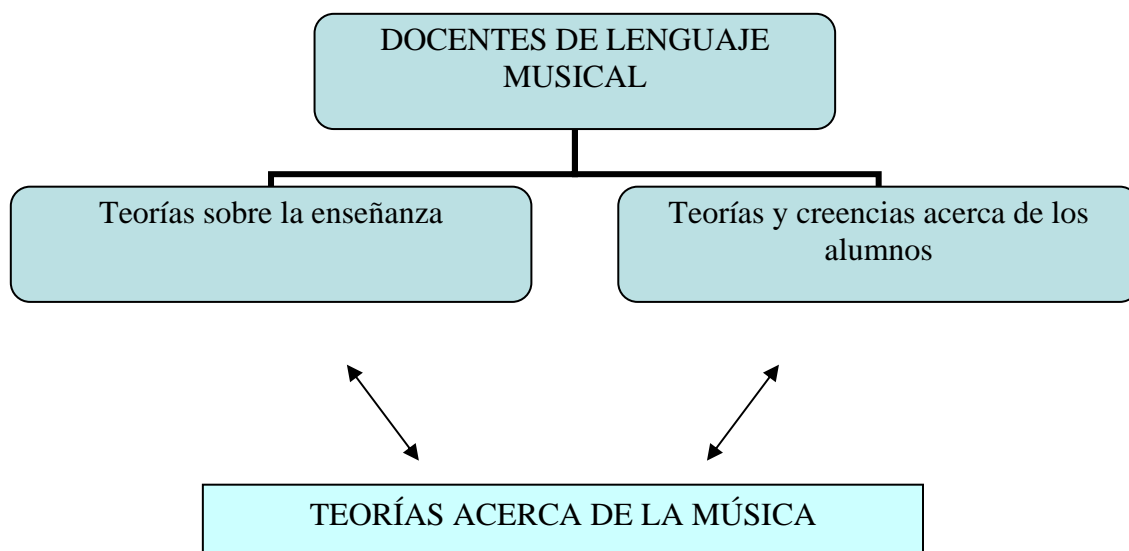 DOCENTES DE LENGUAJE
MUSICAL
Teorías sobre la enseñanza
Teorías y creencias acerca de los
alumnos
TEORÍAS ACERCA DE LA MÚSICA